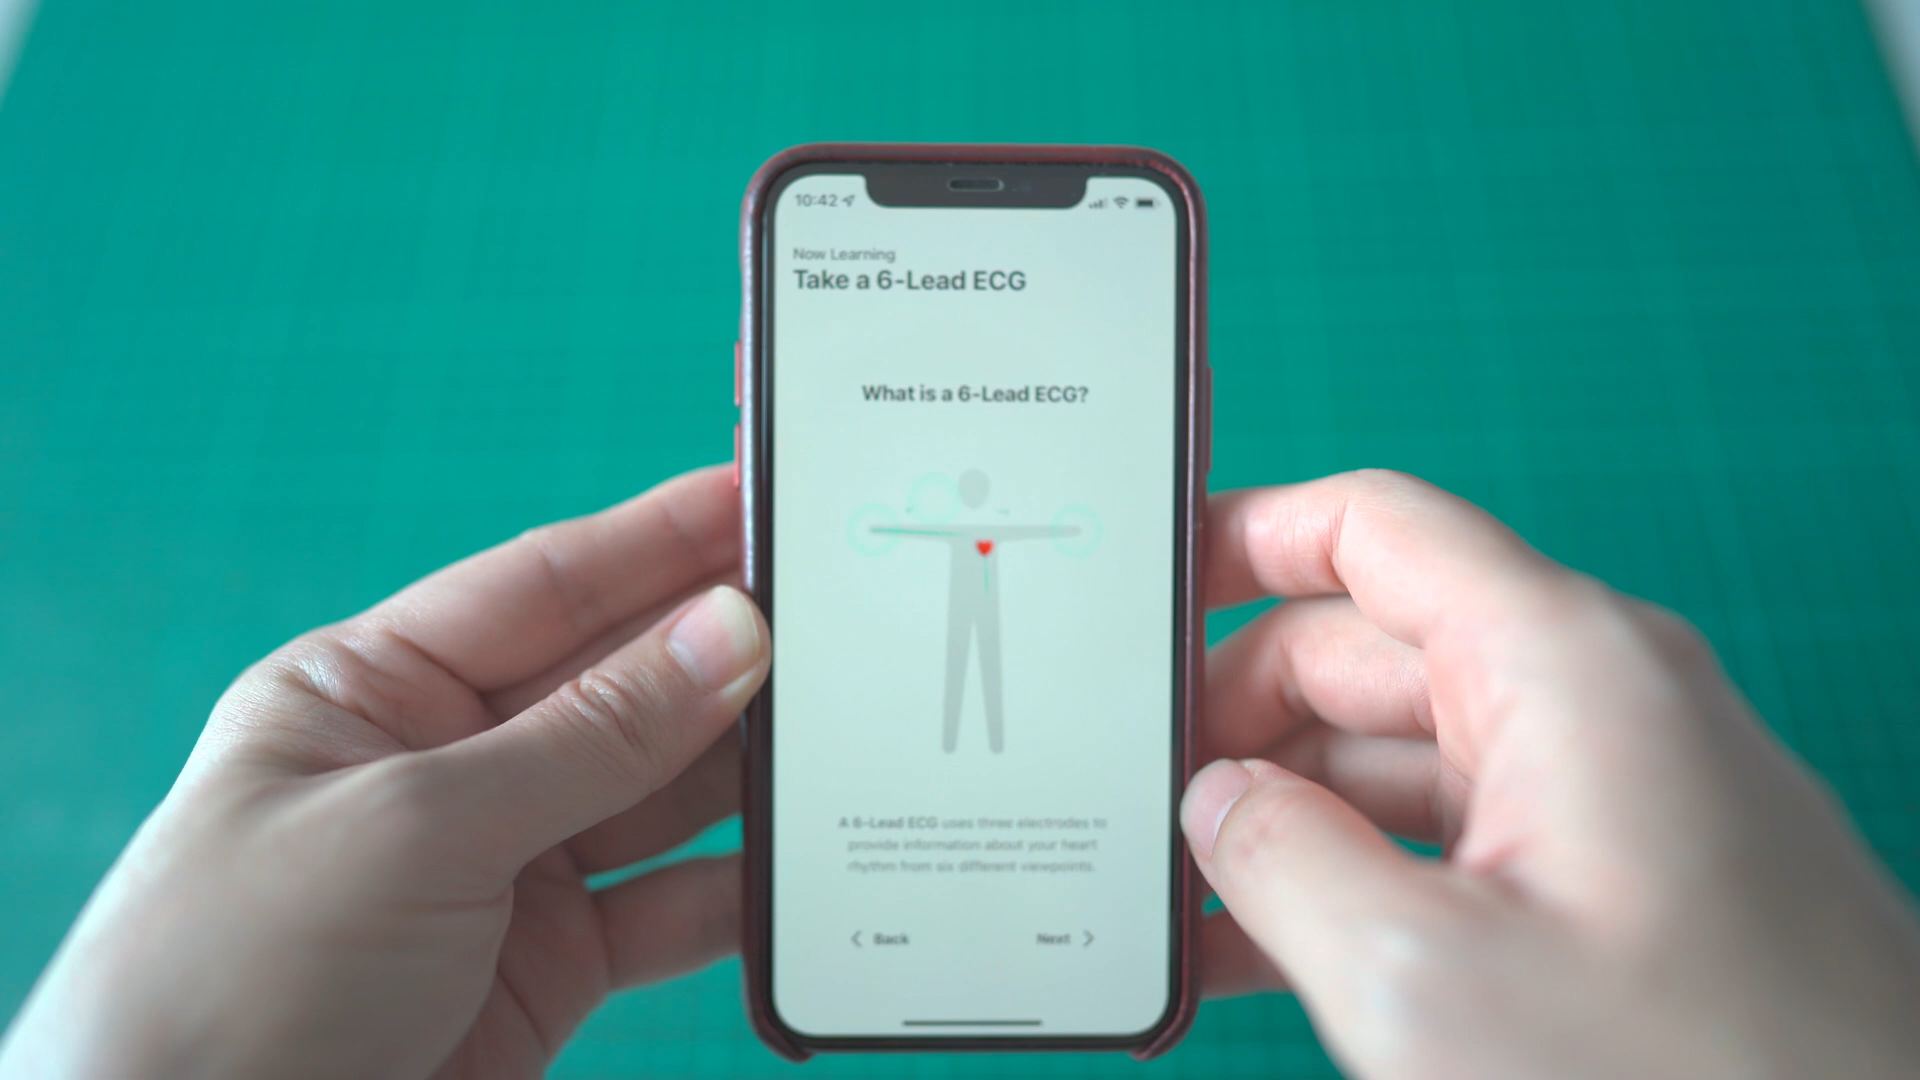 10:42
Now Learning
Take a 6-Lead ECG
What is a 6-Lead ECG?
A 6-Lead ECG uses three electrodes to
provide information about your heart
rhythm from six different viewpoints.
Back
Next